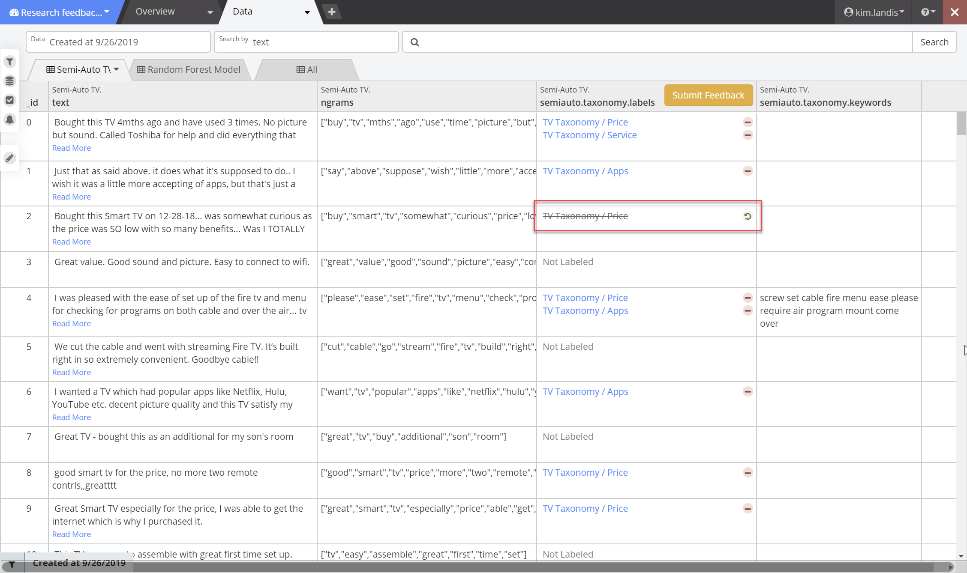 Research feedbac...
Overview
Data
kim.landis
?
Data
Created at 9/26/2019
Search by
text
Search
Semi-Auto T\
Random Forest Model
All
_id
Semi-Auto TV.
text
Semi-Auto TV.
ngrams
Semi-Auto TV.
semiauto.taxonomy.labels
Submit Feedback
Semi-Auto TV.
semiauto.taxonomy.keywords
0
Bought this TV 4mths ago and have used 3 times. No picture
but sound. Called Toshiba for help and did everything that
Read More
["buy","tv","mths","ago","use","time","picture","but",
TV Taxonomy / Price
TV Taxonomy / Service
1
Just that as said above. it does what it's supposed to do.. I
wish it was a little more accepting of apps, but that's just a
Read More
["say","above","suppose","wish","little","more","acce
TV Taxonomy / Apps
2
Bought this Smart TV on 12-28-18... was somewhat curious as
the price was SO low with so many benefits... Was I TOTALLY
Read More
["buy","smart","tv","somewhat","curious","price","lo
TV Taxonomy / Price
3
Great value. Good sound and picture. Easy to connect to wifi.
["great","value","good","sound","picture","easy","con
Not Labeled
4
I was pleased with the ease of set up of the fire tv and menu
for checking for programs on both cable and over the air... tv
Read More
["please","ease","set","fire","tv","menu","check","pro
TV Taxonomy / Price
TV Taxonomy / Apps
screw set cable fire menu ease please
require air program mount come
over
5
We cut the cable and went with streaming Fire TV. It's built
right in so extremely convenient. Goodbye cable!!
Read More
["cut","cable","go","stream","fire","tv","build","right",
Not Labeled
6
I wanted a TV which had popular apps like Netflix, Hulu,
YouTube etc. decent picture quality and this TV satisfy my
Read More
["want","tv","popular","apps","like","netflix","hulu","y
TV Taxonomy / Apps
7
Great TV - bought this as an additional for my son's room
["great","tv","buy","additional","son","room"]
Not Labeled
8
good smart tv for the price, no more two remote
contrls,,greatttt
["good","smart","tv","price","more","two","remote",
TV Taxonomy / Price
9
Great Smart TV especially for the price, I was able to get the
internet which is why I purchased it.
Read More
["great","smart","tv","especially","price","able","get",
TV Taxonomy / Price
assemble with great first time set up.
["tv","easy","assemble","great","first","time","set"]
Not Labeled
Created at 9/26/2019